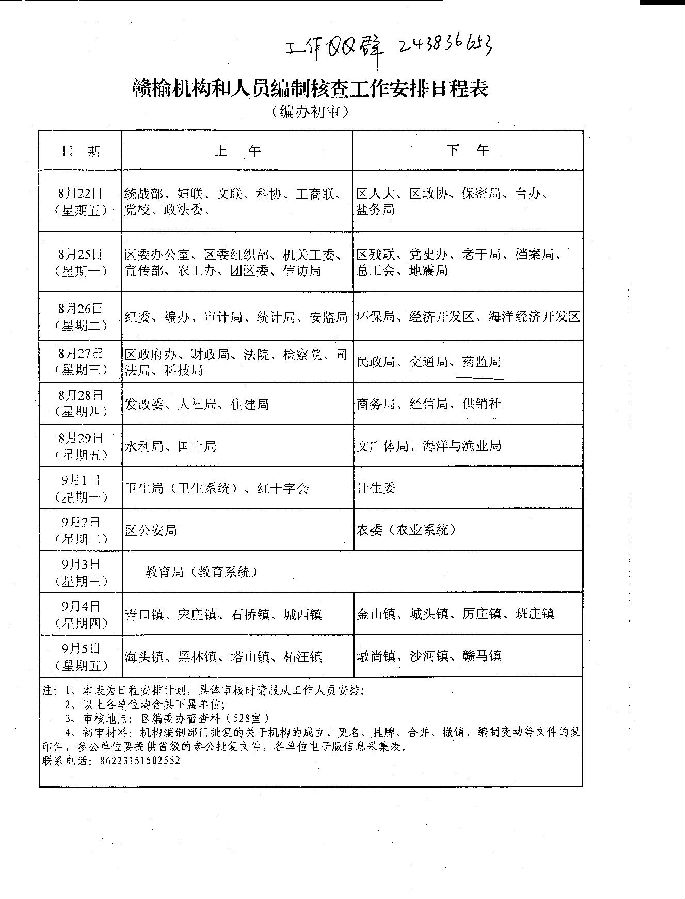 工作QQ群 243836653
赣榆机构和人员编制核查工作安排日程表
（编办初审）
日 期 上 午 下 午
8月22日
（星期五）
统战部、妇联、文联、科协、工商联、
党校、政法委、
区人大、区政协、保密局、台办、
盐务局
8月25日
（星期一）
区委办公室、区委组织部、机关工委、
宣传部、农工办、团区委、信访局
区残联、党史办、老干局、档案局、
总工会、地震局
8月26日
（星期二）
纪委、编办、审计局、统计局、安监局
环保局、经济开发区、海洋经济开发区
8月27日
（星期三）
区政府办、财政局、法院、检察院、司
法局、科技局
民政局、交通局、药监局
8月28日
（星期四）
发改委、人社局、住建局
商务局、经信局、供销社
8月29日
（星期五）
水利局、国土局
文广体局、海洋与渔业局
9月1日
（星期一）
卫生局（卫生系统）、红十字会
计生委
9月2日
（星期二）
区公安局
农委（农业系统）
9月3日
（星期三）
教育局（教育系统）
9月4日
（星期四）
青口镇、宋庄镇、石桥镇、城西镇
金山镇、城头镇、厉庄镇、班庄镇
9月5日
（星期五）
海头镇、黑林镇、塔山镇、柘汪镇
墩尚镇、沙河镇、赣马镇
注：1、本表为日程安排计划，具体审核时需服从工作人员安排；
2、以上各单位均含其下属单位；
3、审核地点：区编委办监督科（528室）
4、初审材料：机构编制部门批复的关于机构的成立、更名、挂牌、合并、撤销、编制变动等文件的复
印件，参公单位要提供省级的参公批复文件，各单位电子版信息采集表。
联系电话：86223151602552